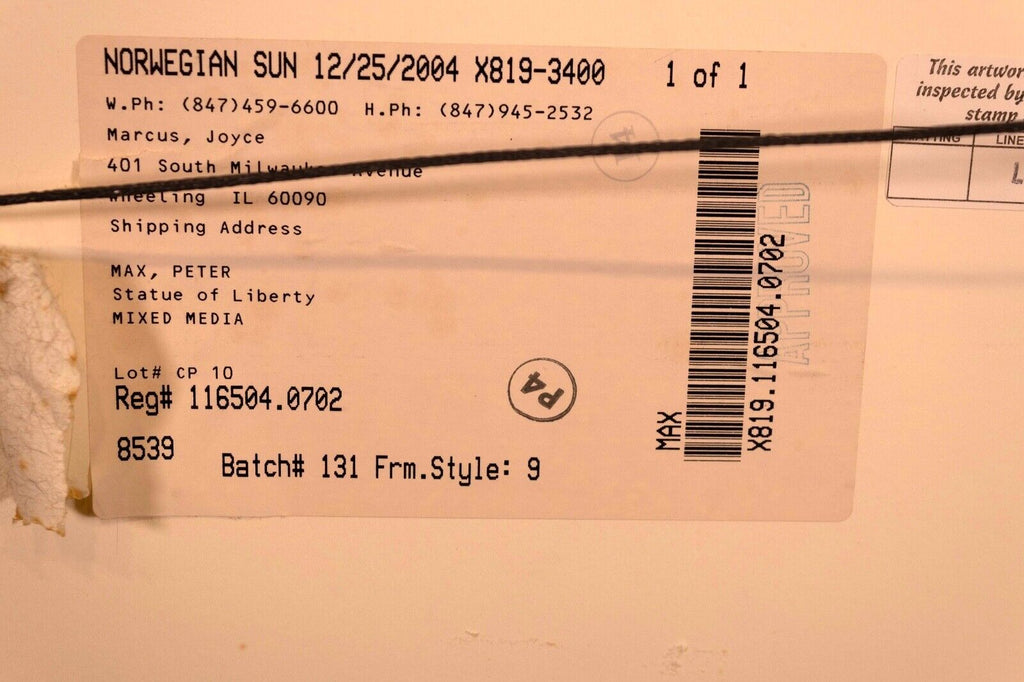 NORWEGIAN SUN 12/25/2004 X819-3400 1 of 1
W.Ph: (847)459-6600 H.Ph: (847)945-2532
Marcus, Joyce
401 South Milwauk Avenue
Wheeling IL 60090
Shipping Address
MAX, PETER
Statue of Liberty
MIXED MEDIA
Lot# CP 10
Reg# 116504.0702
8539
Batch# 131 Frm.Style: 9
P4
MAX
X819.116504.0702
APPROVED
This artwor
inspected by
stamp
LINE
L